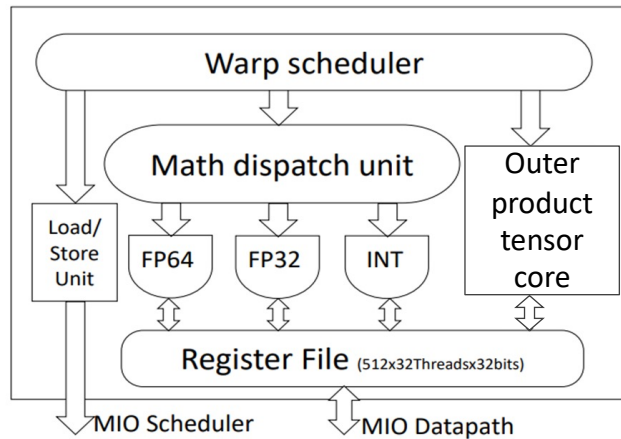 Warp scheduler
Math dispatch unit
Outer
product
tensor
core
Load/
Store
Unit
FP64
FP32
INT
Register File (512x32Threadsx32bits)
MIO Scheduler
MIO Datapath